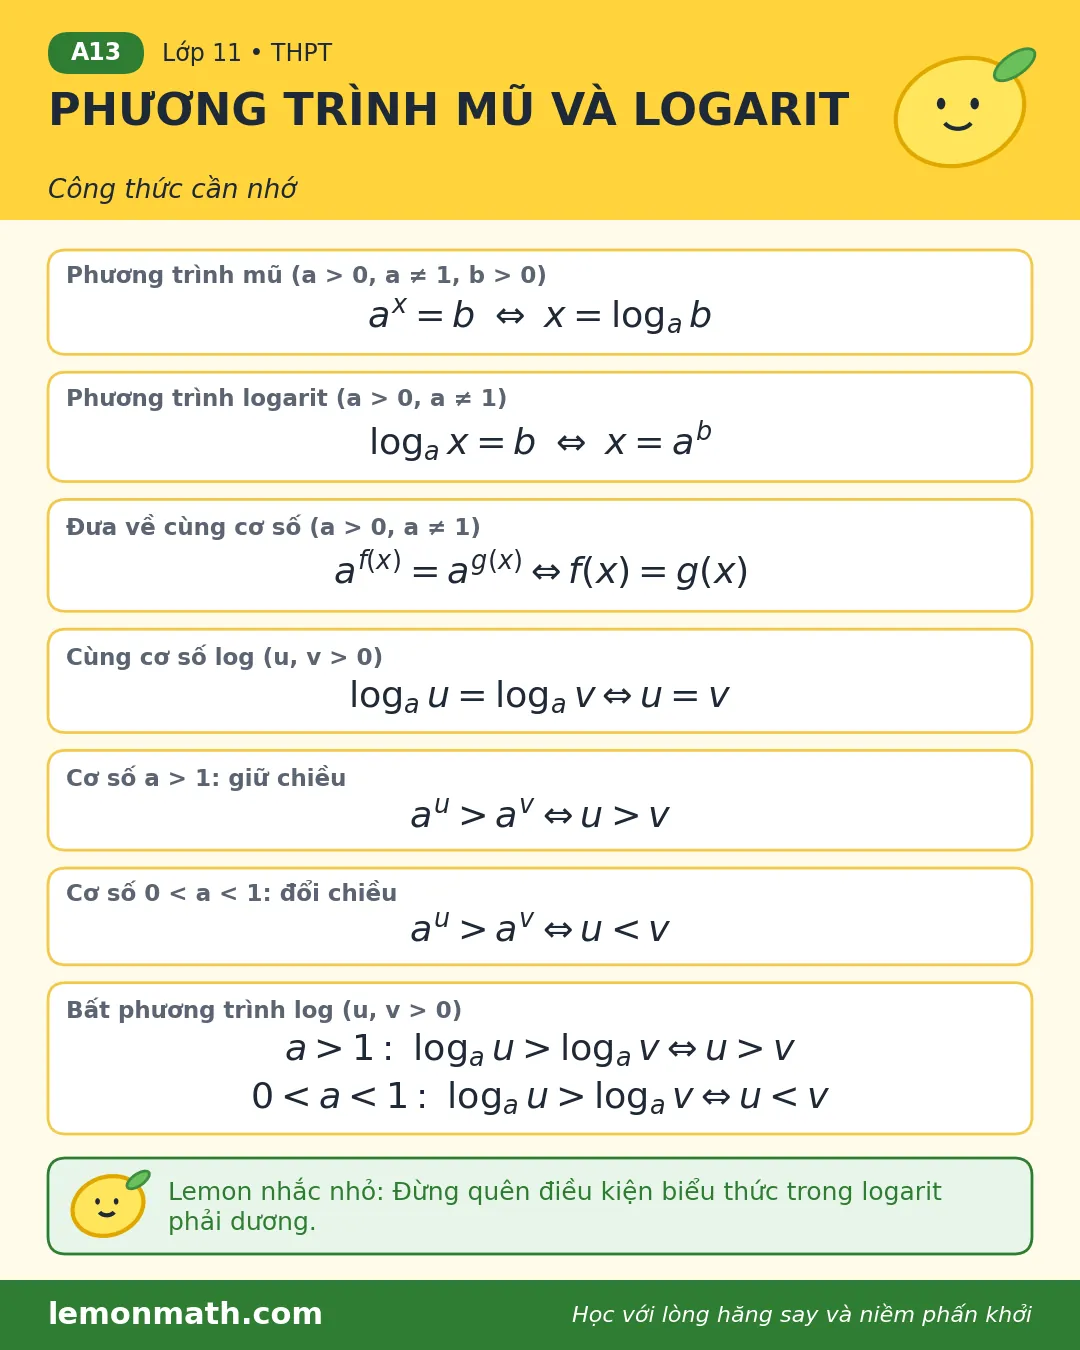 A13 Lớp 11 • THPT
PHƯƠNG TRÌNH MŨ VÀ LOGARIT
Công thức cần nhớ
Phương trình mũ (a > 0, a ≠ 1, b > 0)
a^x = b ⇔ x = log_a b
Phương trình logarit (a > 0, a ≠ 1)
log_a x = b ⇔ x = a^b
Đưa về cùng cơ số (a > 0, a ≠ 1)
a^{f(x)} = a^{g(x)} ⇔ f(x) = g(x)
Cùng cơ số log (u, v > 0)
log_a u = log_a v ⇔ u = v
Cơ số a > 1: giữ chiều
a^u > a^v ⇔ u > v
Cơ số 0 < a < 1: đổi chiều
a^u > a^v ⇔ u < v
Bất phương trình log (u, v > 0)
a > 1 : log_a u > log_a v ⇔ u > v
0 < a < 1 : log_a u > log_a v ⇔ u < v
Lemon nhắc nhỏ: Đừng quên điều kiện biểu thức trong logarit
phải dương.
lemonmath.com
Học với lòng hăng say và niềm phấn khởi